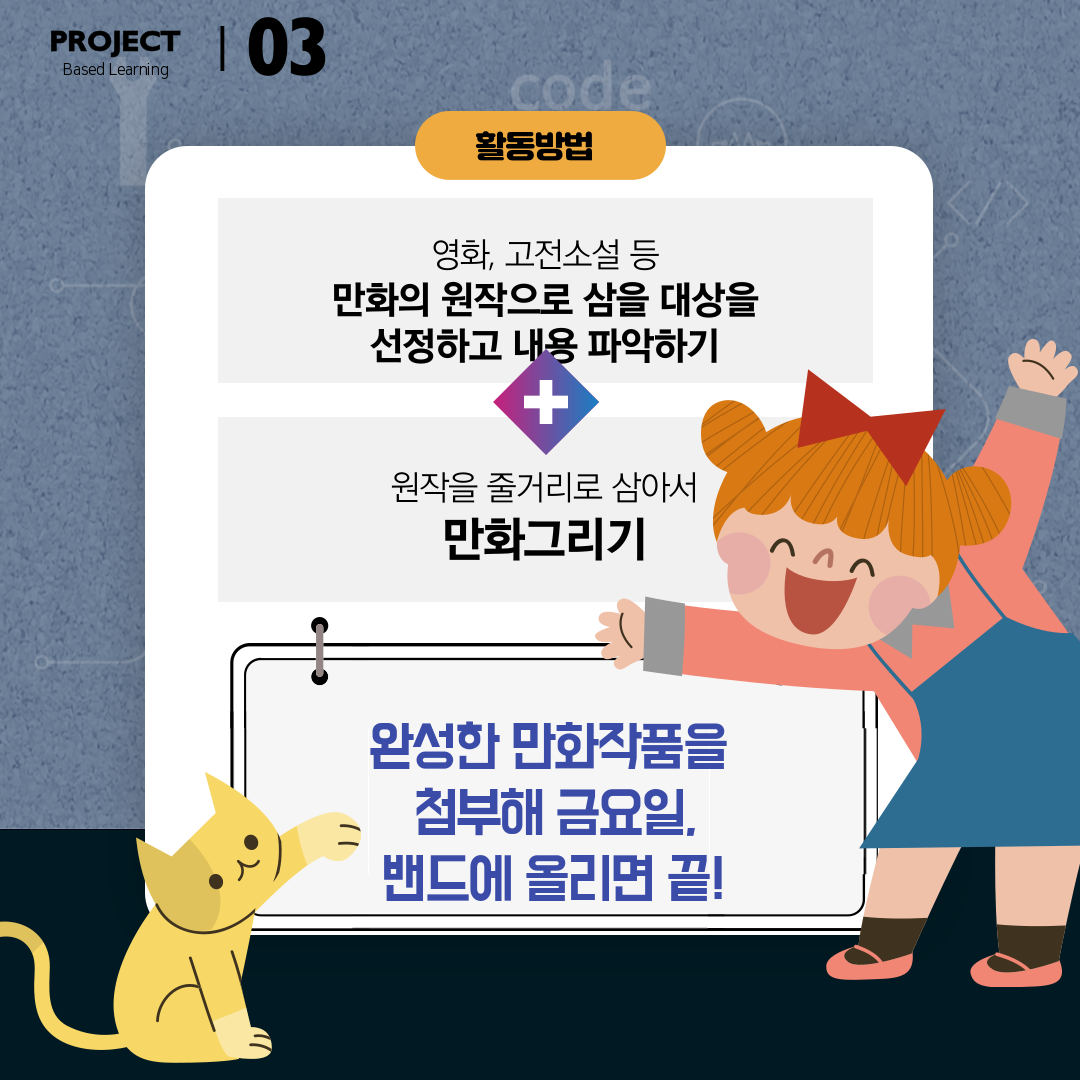 PROJECT
Based Learning
03
code
활동방법
영화, 고전소설 등
만화의 원작으로 삼을 대상을
선정하고 내용 파악하기
원작을 줄거리로 삼아서
만화그리기
완성한 만화작품을
첨부해 금요일,
밴드에 올리면 끝!